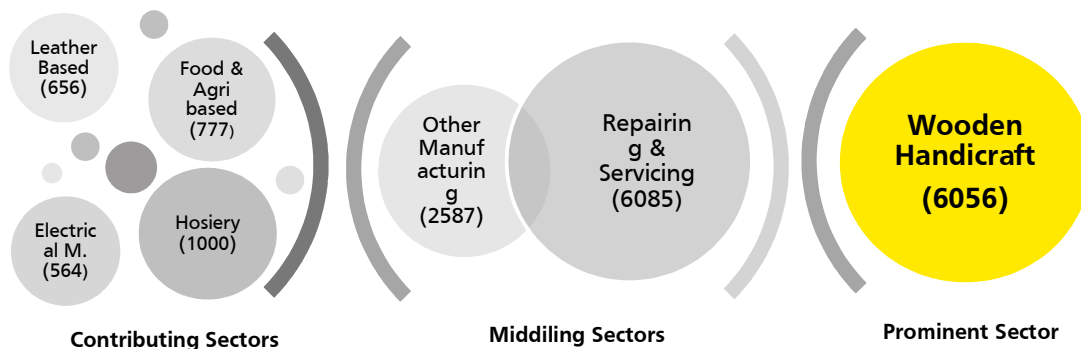 Leather
Based
(656)
Food &
Agri
based
(777)
Electric
al M.
(564)
Hosiery
(1000)
Contributing Sectors
Other
Manuf
acturin
g
(2587)
Repairin
g &
Servicing
(6085)
Middiling Sectors
Wooden
Handicraft
(6056)
Prominent Sector